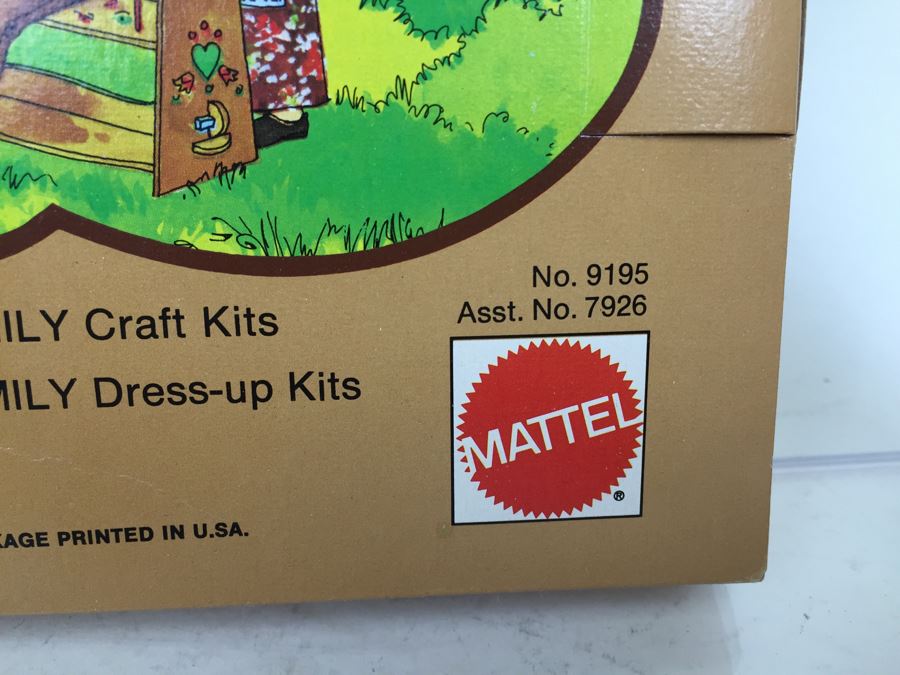 No. 9195
Asst. No. 7926
ILY Craft Kits
MILY Dress-up Kits
MATTEL
®
KAGE PRINTED IN U.SA.